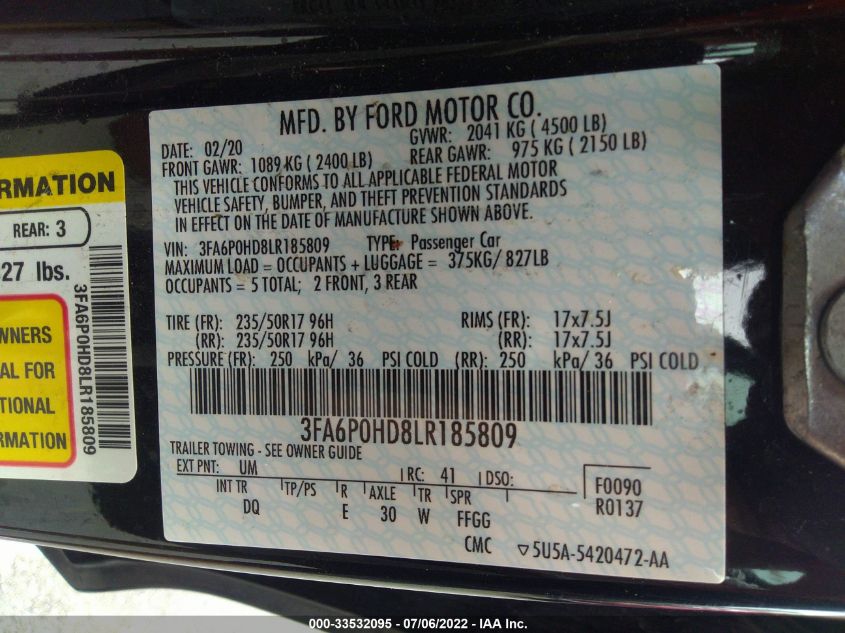 MFD. BY FORD MOTOR CO.
DATE: 02/20 GVWR: 2041 KG ( 4500 LB)
FRONT GAWR: 1089 KG ( 2400 LB) REAR GAWR: 975 KG ( 2150 LB)
THIS VEHICLE CONFORMS TO ALL APPLICABLE FEDERAL MOTOR
VEHICLE SAFETY, BUMPER, AND THEFT PREVENTION STANDARDS
IN EFFECT ON THE DATE OF MANUFACTURE SHOWN ABOVE.
VIN: 3FA6P0HD8LR185809 TYPE: Passenger Car
MAXIMUM LOAD = OCCUPANTS + LUGGAGE = 375KG/ 827LB
OCCUPANTS = 5 TOTAL; 2 FRONT, 3 REAR
TIRE (FR): 235/50R17 96H RIMS (FR): 17x7.5J
(RR): 235/50R17 96H (RR): 17x7.5J
PRESSURE (FR): 250 kPa/ 36 PSI COLD (RR): 250 kPa/ 36 PSI COLD
3FA6P0HD8LR185809
TRAILER TOWING - SEE OWNER GUIDE
EXT PNT: UM RC: 41 DSO:
INT TR TP/PS R AXLE TR SPR
DQ E 30 W FFGG
F0090
R0137
CMC ▽5U5A-5420472-AA
ORMATION
REAR: 3
27 lbs.
WNERS
AL FOR
TIONAL
3FA6P0HD8LR185809
000-33532095 - 07/06/2022 - IAA Inc.